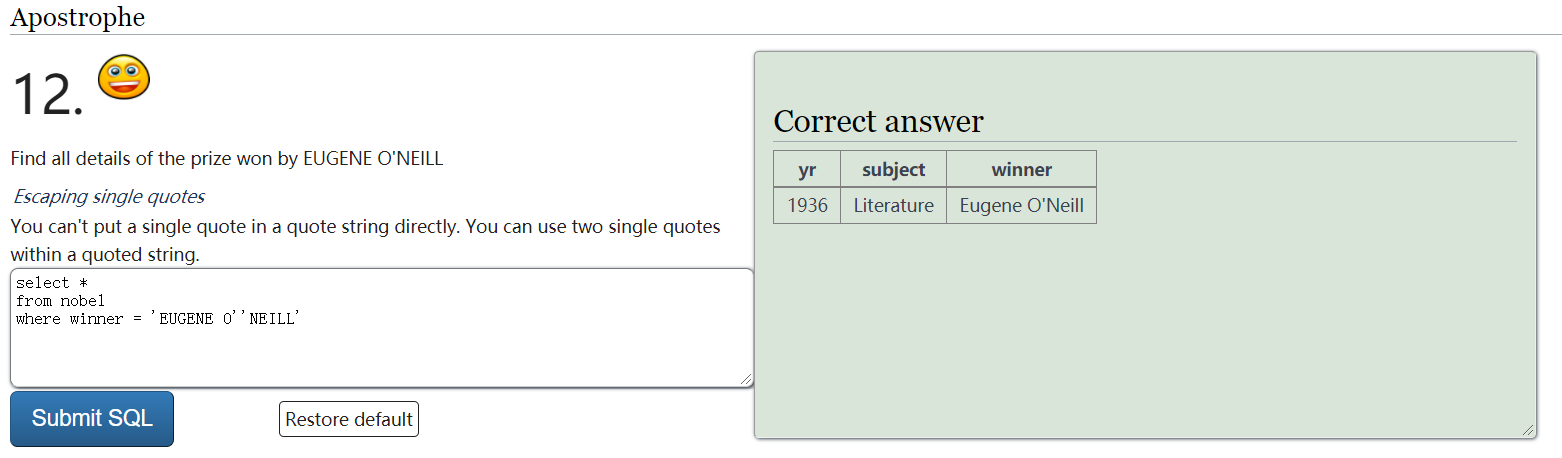 Apostrophe
12.
Find all details of the prize won by EUGENE O'NEILL
Escaping single quotes
You can't put a single quote in a quote string directly. You can use two single quotes
within a quoted string.
select *
from nobel
where winner = 'EUGENE O''NEILL'
Submit SQL
Restore default
Correct answer
yr subject winner
1936 Literature Eugene O'Neill